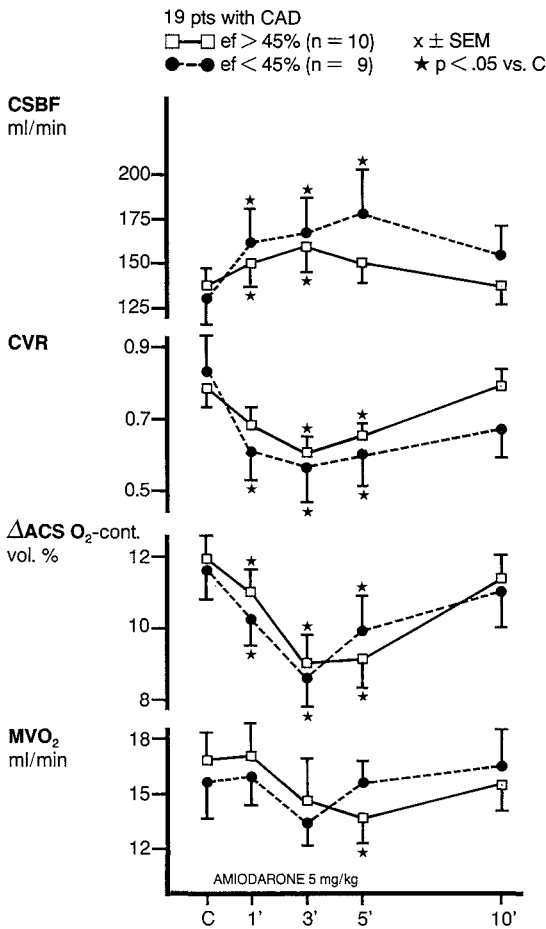 19 pts with CAD
ef > 45% (n = 10) x ± SEM
ef < 45% (n = 9) ★ p < .05 vs. C
CSBF
ml/min
200
175
150
125
CVR
0.9
0.7
0.5
ΔACS O₂-cont.
vol. %
12
10
8
MVO₂
ml/min
18
15
12
AMIODARONE 5 mg/kg
C 1' 3' 5' 10'